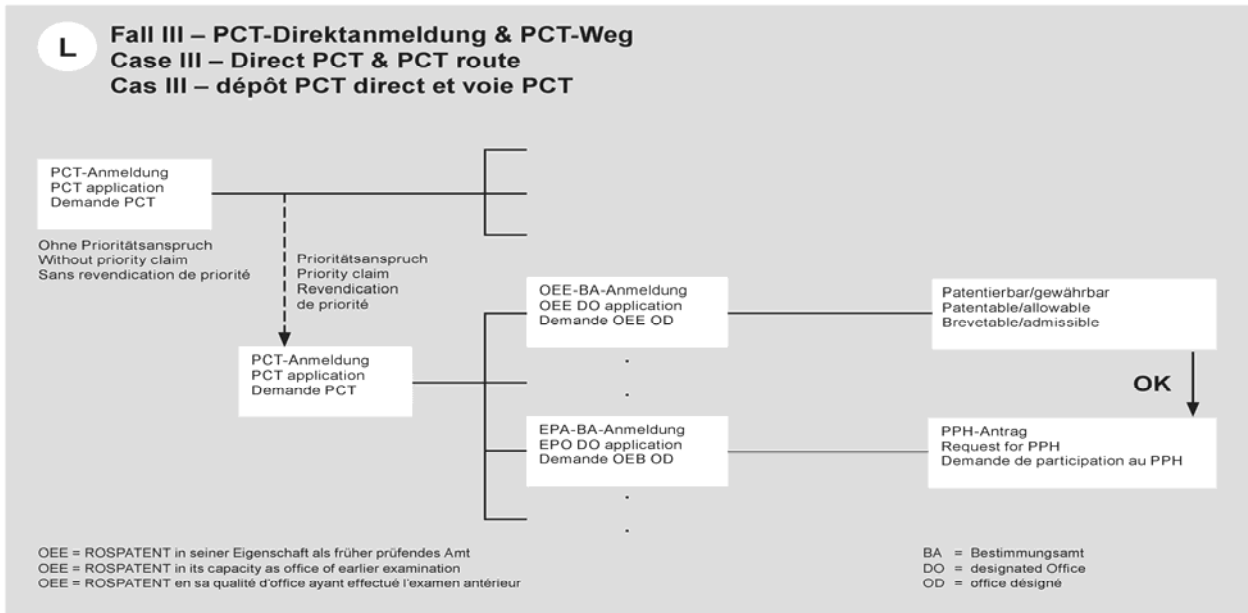 L
Fall III – PCT-Direktanmeldung & PCT-Weg
Case III – Direct PCT & PCT route
Cas III – dépôt PCT direct et voie PCT
PCT-Anmeldung
PCT application
Demande PCT
Ohne Prioritätsanspruch
Without priority claim
Sans revendication de priorité
Prioritätsanspruch
Priority claim
Revendication
de priorité
OEE-BA-Anmeldung
OEE DO application
Demande OEE OD
Patentierbar/gewährbar
Patentable/allowable
Brevetable/admissible
PCT-Anmeldung
PCT application
Demande PCT
OK
EPA-BA-Anmeldung
EPO DO application
Demande OEB OD
PPH-Antrag
Request for PPH
Demande de participation au PPH
OEE = ROSPATENT in seiner Eigenschaft als früher prüfendes Amt
OEE = ROSPATENT in its capacity as office of earlier examination
OEE = ROSPATENT en sa qualité d'office ayant effectué l'examen antérieur
BA = Bestimmungsamt
DO = designated Office
OD = office désigné